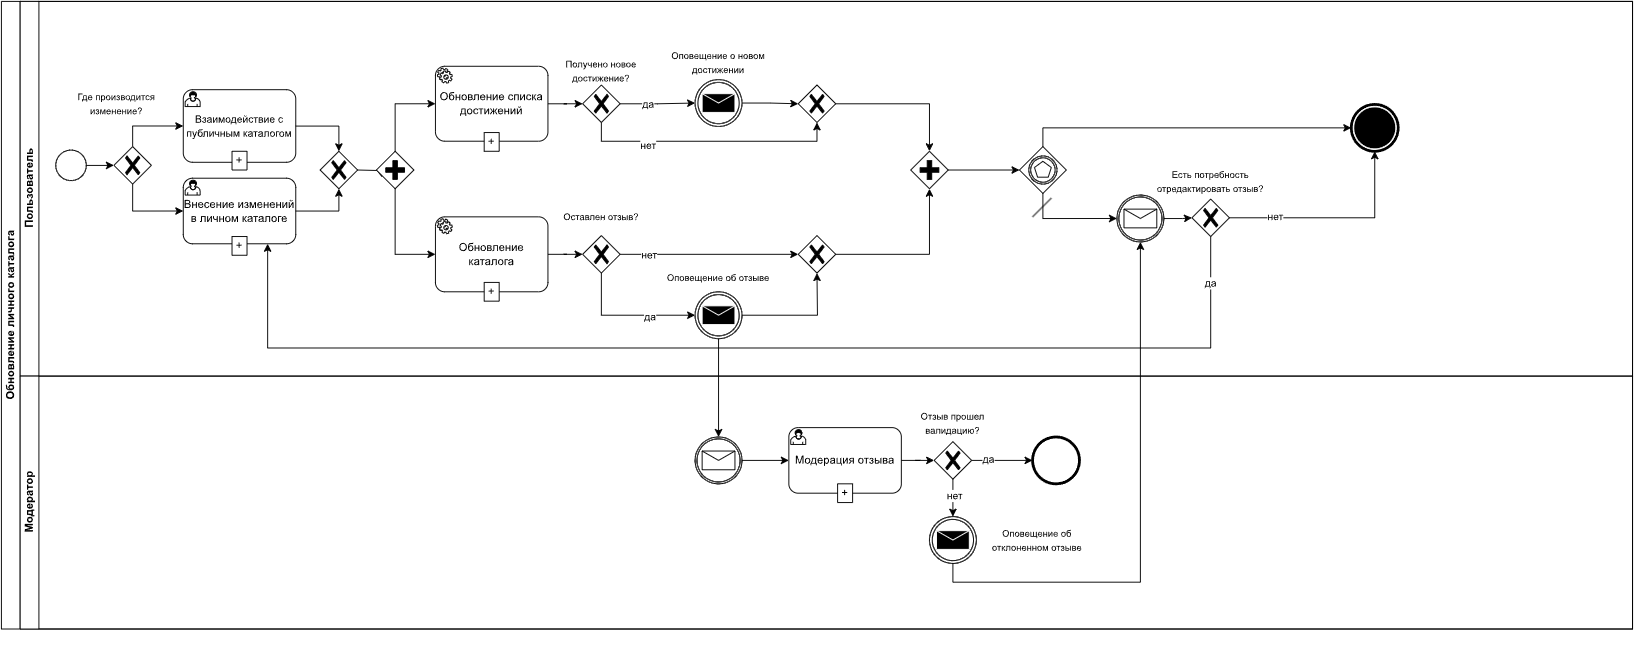 Обновление личного каталога
Пользователь
Где производится
изменение?
Взаимодействие с
публичным каталогом
+
Внесение изменений
в личном каталоге
+
Обновление списка
достижений
+
Получено новое
достижение?
да
нет
Оповещение о новом
достижении
Обновление
каталога
+
Оставлен отзыв?
нет
да
Оповещение об отзыве
Есть потребность
отредактировать отзыв?
нет
да
Модератор
Модерация отзыва
+
Отзыв прошел
валидацию?
да
нет
Оповещение об
отклоненном отзыве